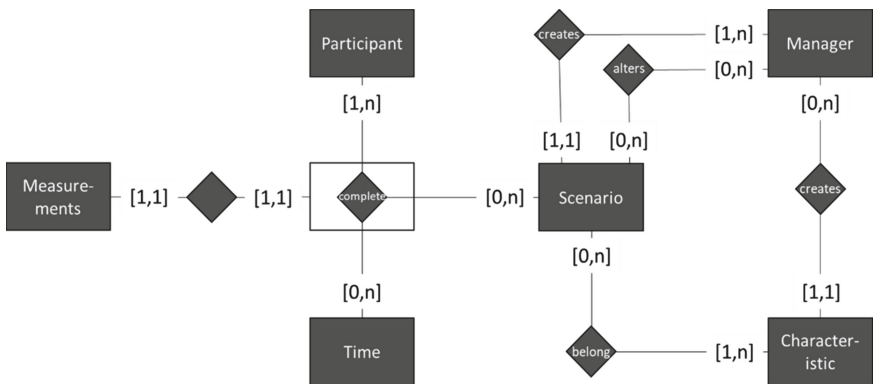 Participant
creates
[1,n]
Manager
alters
[0,n]
[1,n]
[0,n]
[1,1]
[0,n]
Measure-
ments
[1,1]
[1,1]
complete
[0,n]
Scenario
creates
[0,n]
[0,n]
[1,1]
Time
belong
[1,n]
Character-
istic